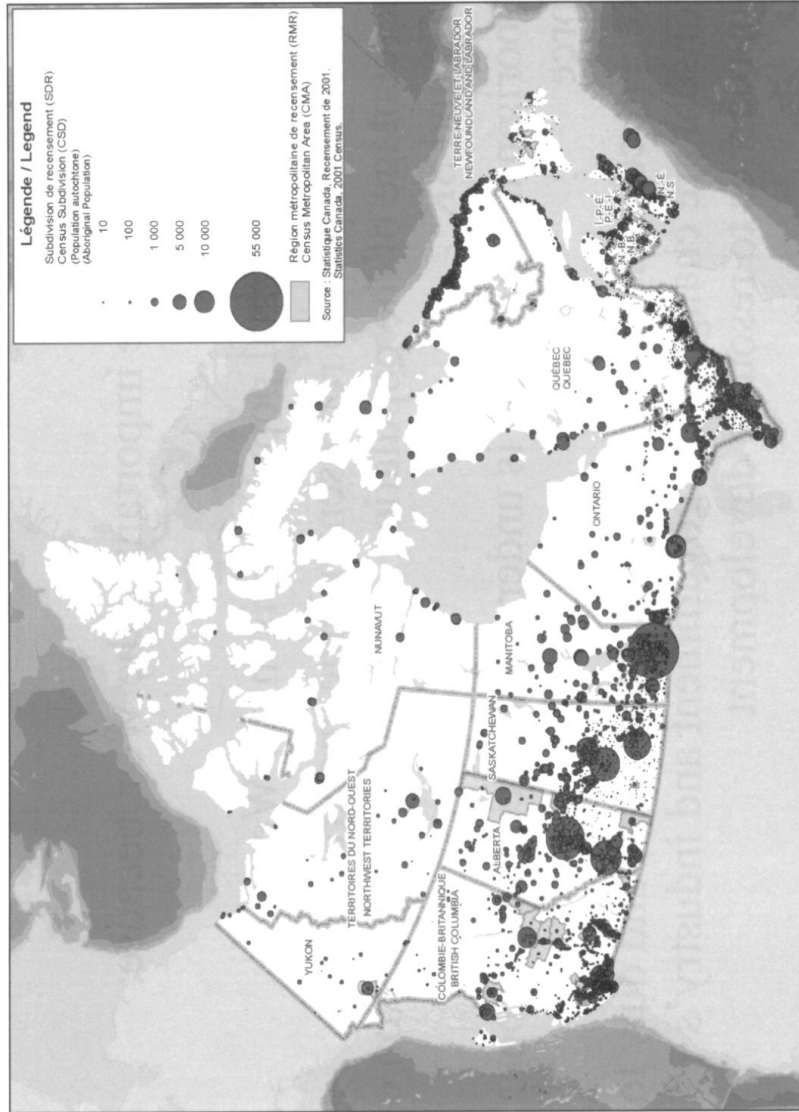 Légende / Legend
Subdivision de recensement (SDR)
Census Subdivision (CSD)
(Population autochtone)
(Aboriginal Population)
10
100
1 000
5 000
10 000
55 000
Région métropolitaine de recensement (RMR)
Census Metropolitan Area (CMA)
Source : Statistique Canada, Recensement de 2001.
Statistics Canada, 2001 Census.
YUKON
TERRITOIRES DU NORD-OUEST
NORTHWEST TERRITORIES
NUNAVUT
COLOMBIE-BRITANNIQUE
BRITISH COLUMBIA
ALBERTA
SASKATCHEWAN
MANITOBA
ONTARIO
QUÉBEC
QUEBEC
TERRE-NEUVE ET LABRADOR
NEWFOUNDLAND AND LABRADOR
Î.-P.-É.
P.E.I.
N.-B.
N.B.
N.-É.
N.S.